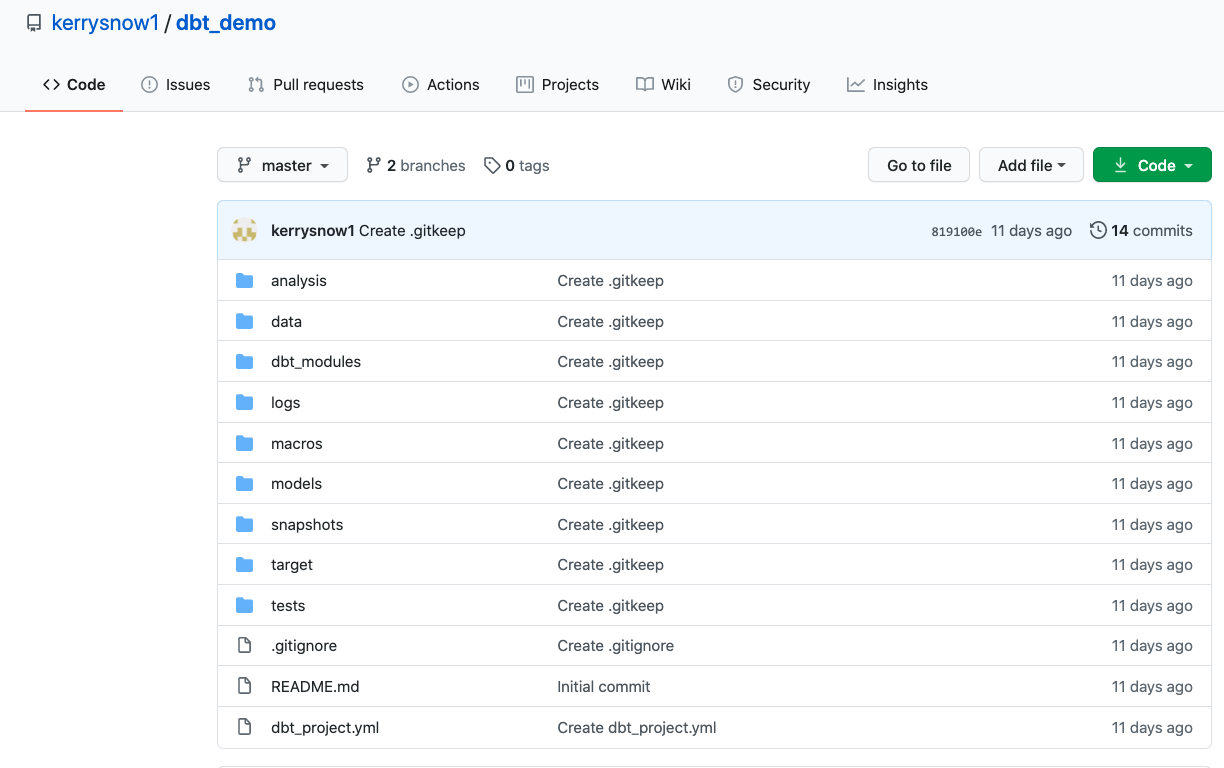 kerrysnow1 / dbt_demo
Code Issues Pull requests Actions Projects Wiki Security Insights
master 2 branches 0 tags Go to file Add file Code
kerrysnow1 Create .gitkeep 819100e 11 days ago 14 commits
analysis Create .gitkeep 11 days ago
data Create .gitkeep 11 days ago
dbt_modules Create .gitkeep 11 days ago
logs Create .gitkeep 11 days ago
macros Create .gitkeep 11 days ago
models Create .gitkeep 11 days ago
snapshots Create .gitkeep 11 days ago
target Create .gitkeep 11 days ago
tests Create .gitkeep 11 days ago
.gitignore Create .gitignore 11 days ago
README.md Initial commit 11 days ago
dbt_project.yml Create dbt_project.yml 11 days ago